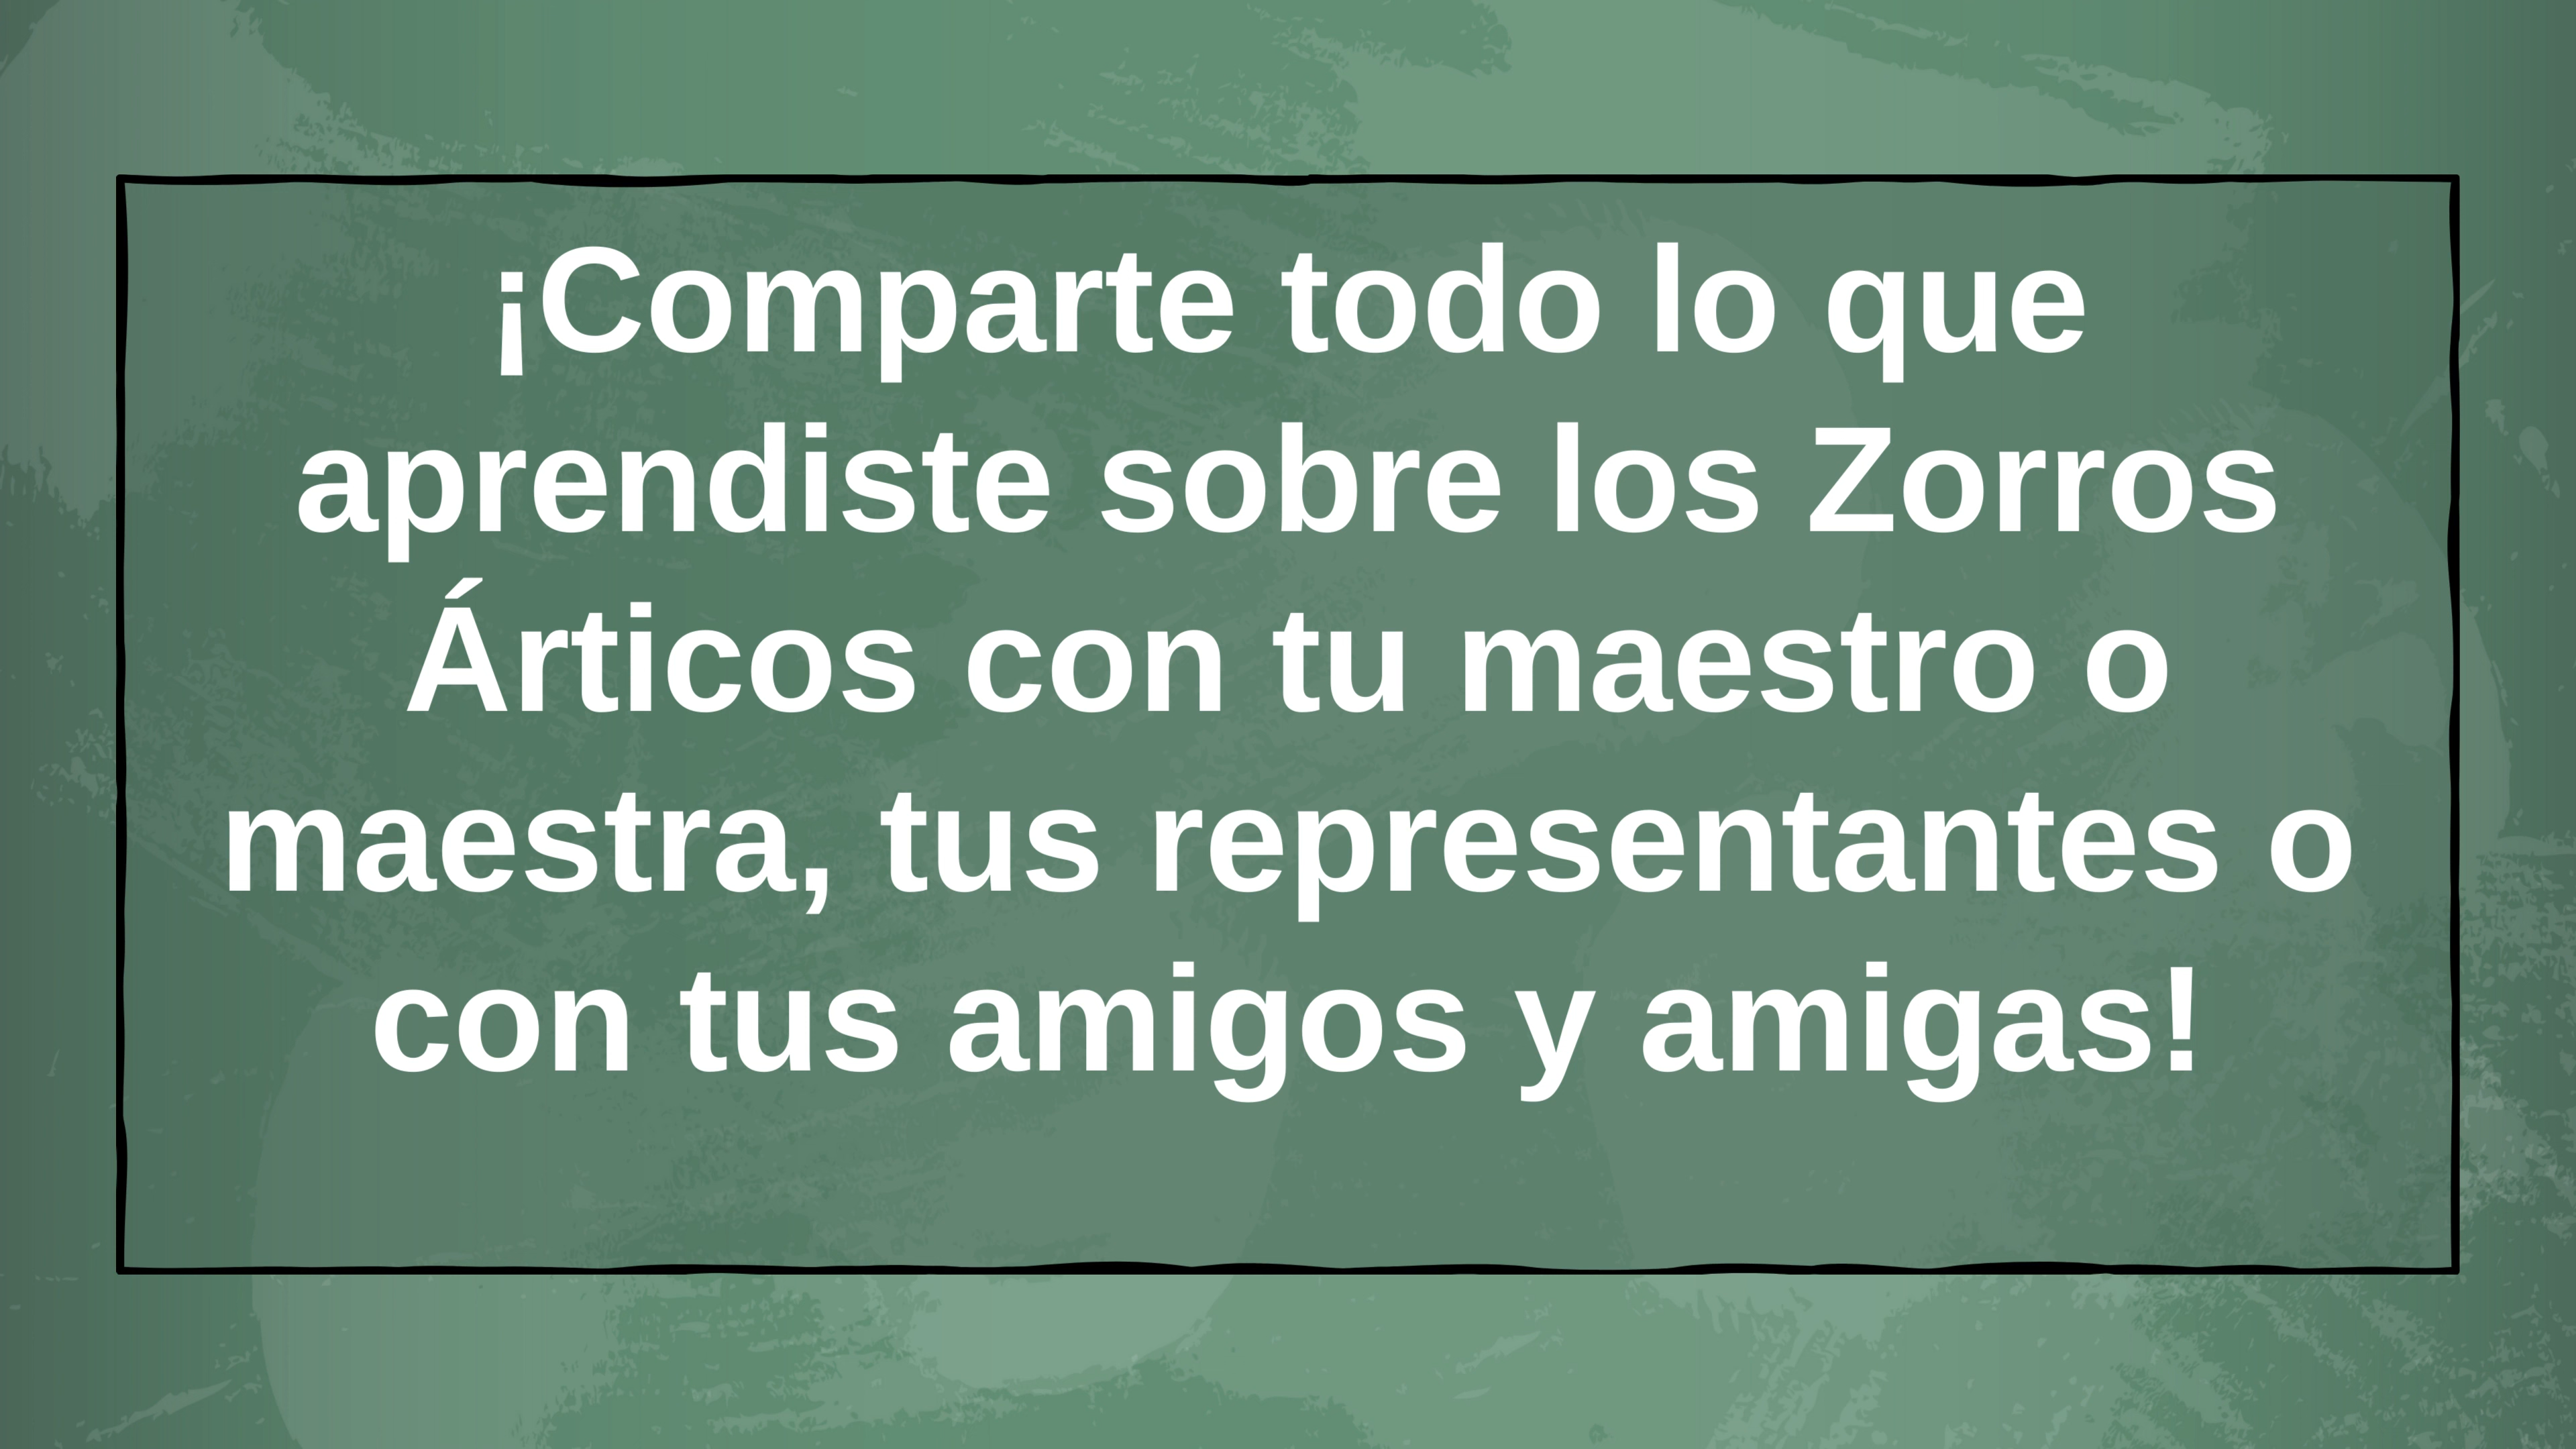 ¡Comparte todo lo que
aprendiste sobre los Zorros
Árticos con tu maestro o
maestra, tus representantes o
con tus amigos y amigas!